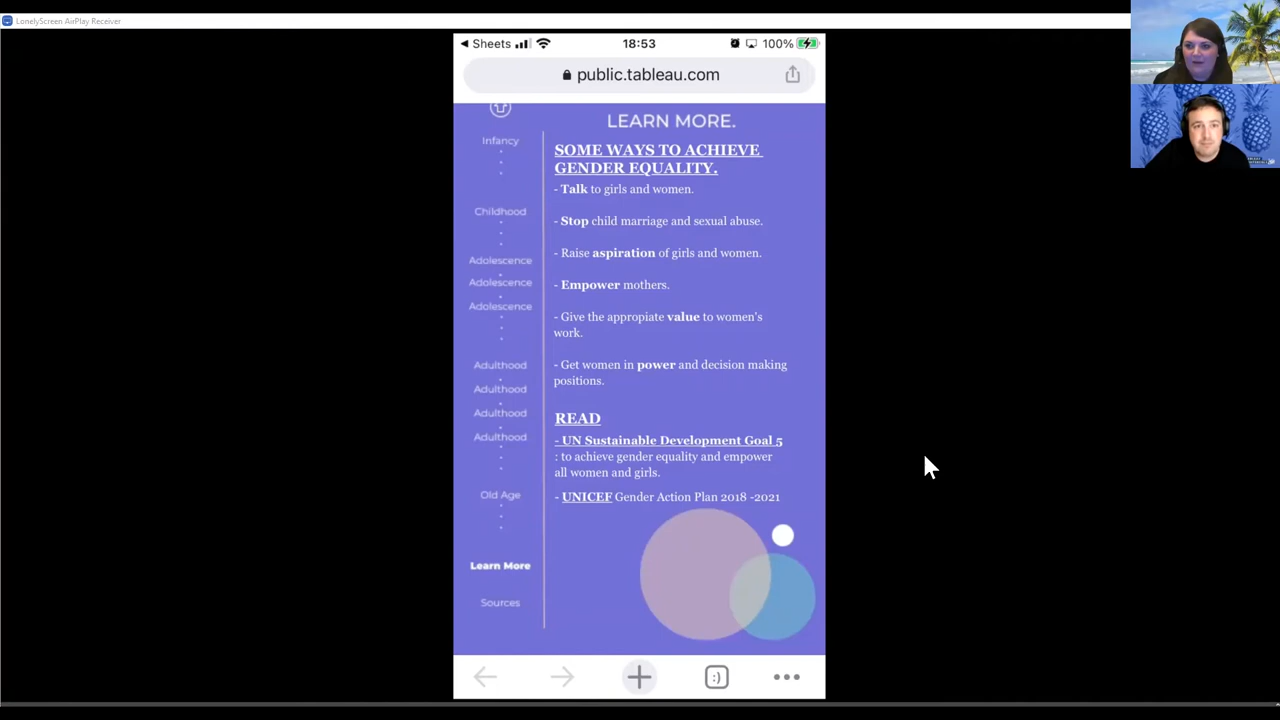 LonelyScreen AirPlay Receiver
Sheets
18:53
100%
public.tableau.com
LEARN MORE.
Infancy
Childhood
Adolescence
Adolescence
Adolescence
Adulthood
Adulthood
Adulthood
Adulthood
Old Age
Learn More
Sources
SOME WAYS TO ACHIEVE
GENDER EQUALITY.
- Talk to girls and women.
- Stop child marriage and sexual abuse.
- Raise aspiration of girls and women.
- Empower mothers.
- Give the appropiate value to women's
work.
- Get women in power and decision making
positions.
READ
- UN Sustainable Development Goal 5
: to achieve gender equality and empower
all women and girls.
- UNICEF Gender Action Plan 2018 -2021
:)